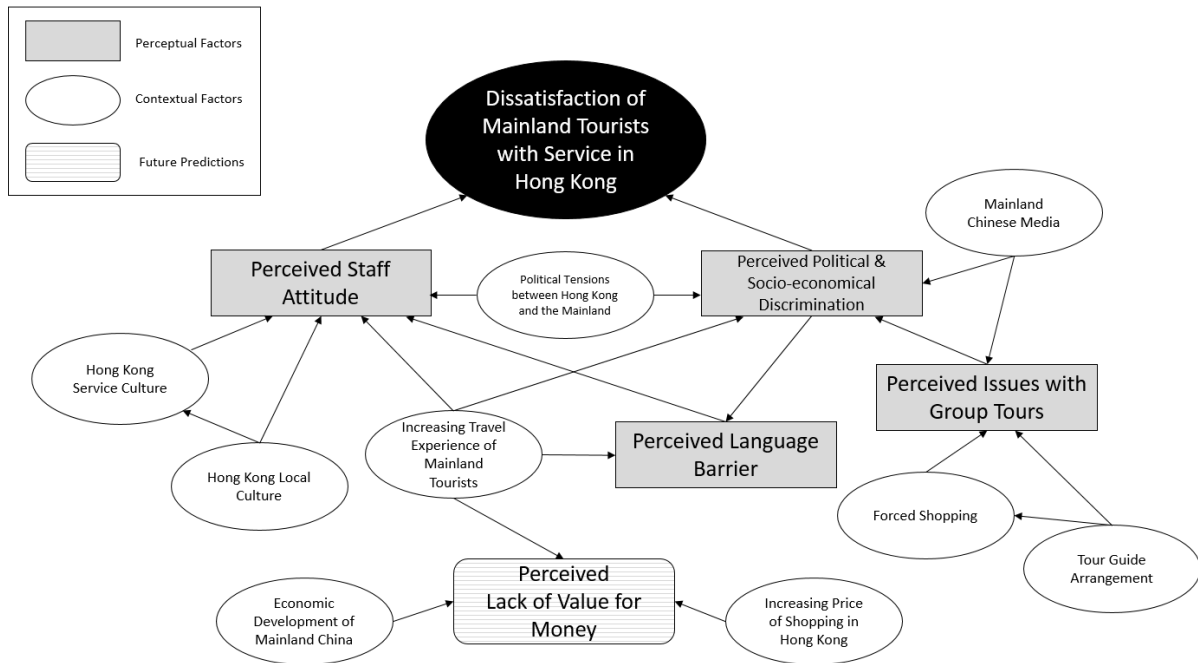 Perceptual Factors
Contextual Factors
Future Predictions
Dissatisfaction of
Mainland Tourists
with Service in
Hong Kong
Mainland
Chinese Media
Perceived Staff
Attitude
Political Tensions
between Hong Kong
and the Mainland
Perceived Political &
Socio-economical
Discrimination
Hong Kong
Service Culture
Perceived Issues with
Group Tours
Increasing Travel
Experience of
Mainland
Tourists
Perceived Language
Barrier
Hong Kong Local
Culture
Forced Shopping
Tour Guide
Arrangement
Perceived
Lack of Value for
Money
Economic
Development of
Mainland China
Increasing Price
of Shopping in
Hong Kong